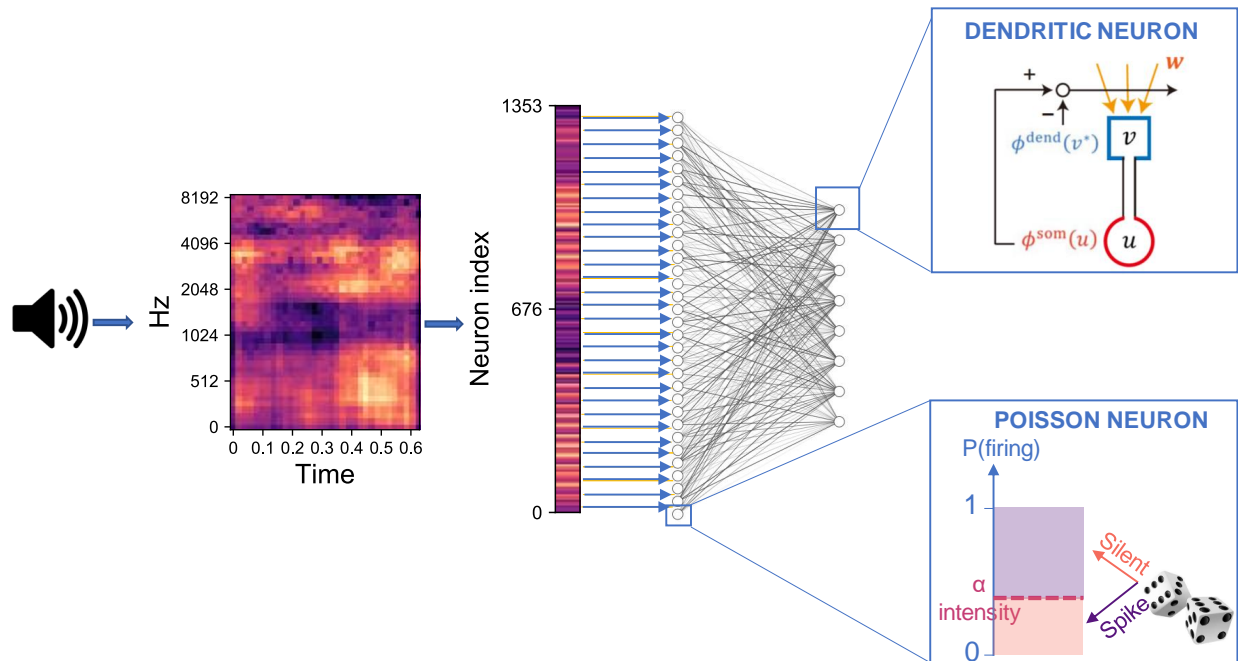 8192
4096
2048
1024
512
0
Hz
0 0.1 0.2 0.3 0.4 0.5 0.6
Time
1353
676
0
Neuron index
DENDRITIC NEURON
+
w
−
ϕ^dend(v*)
v
ϕ^som(u)
u
POISSON NEURON
P(firing)
1
α
intensity
0
Silent
Spike